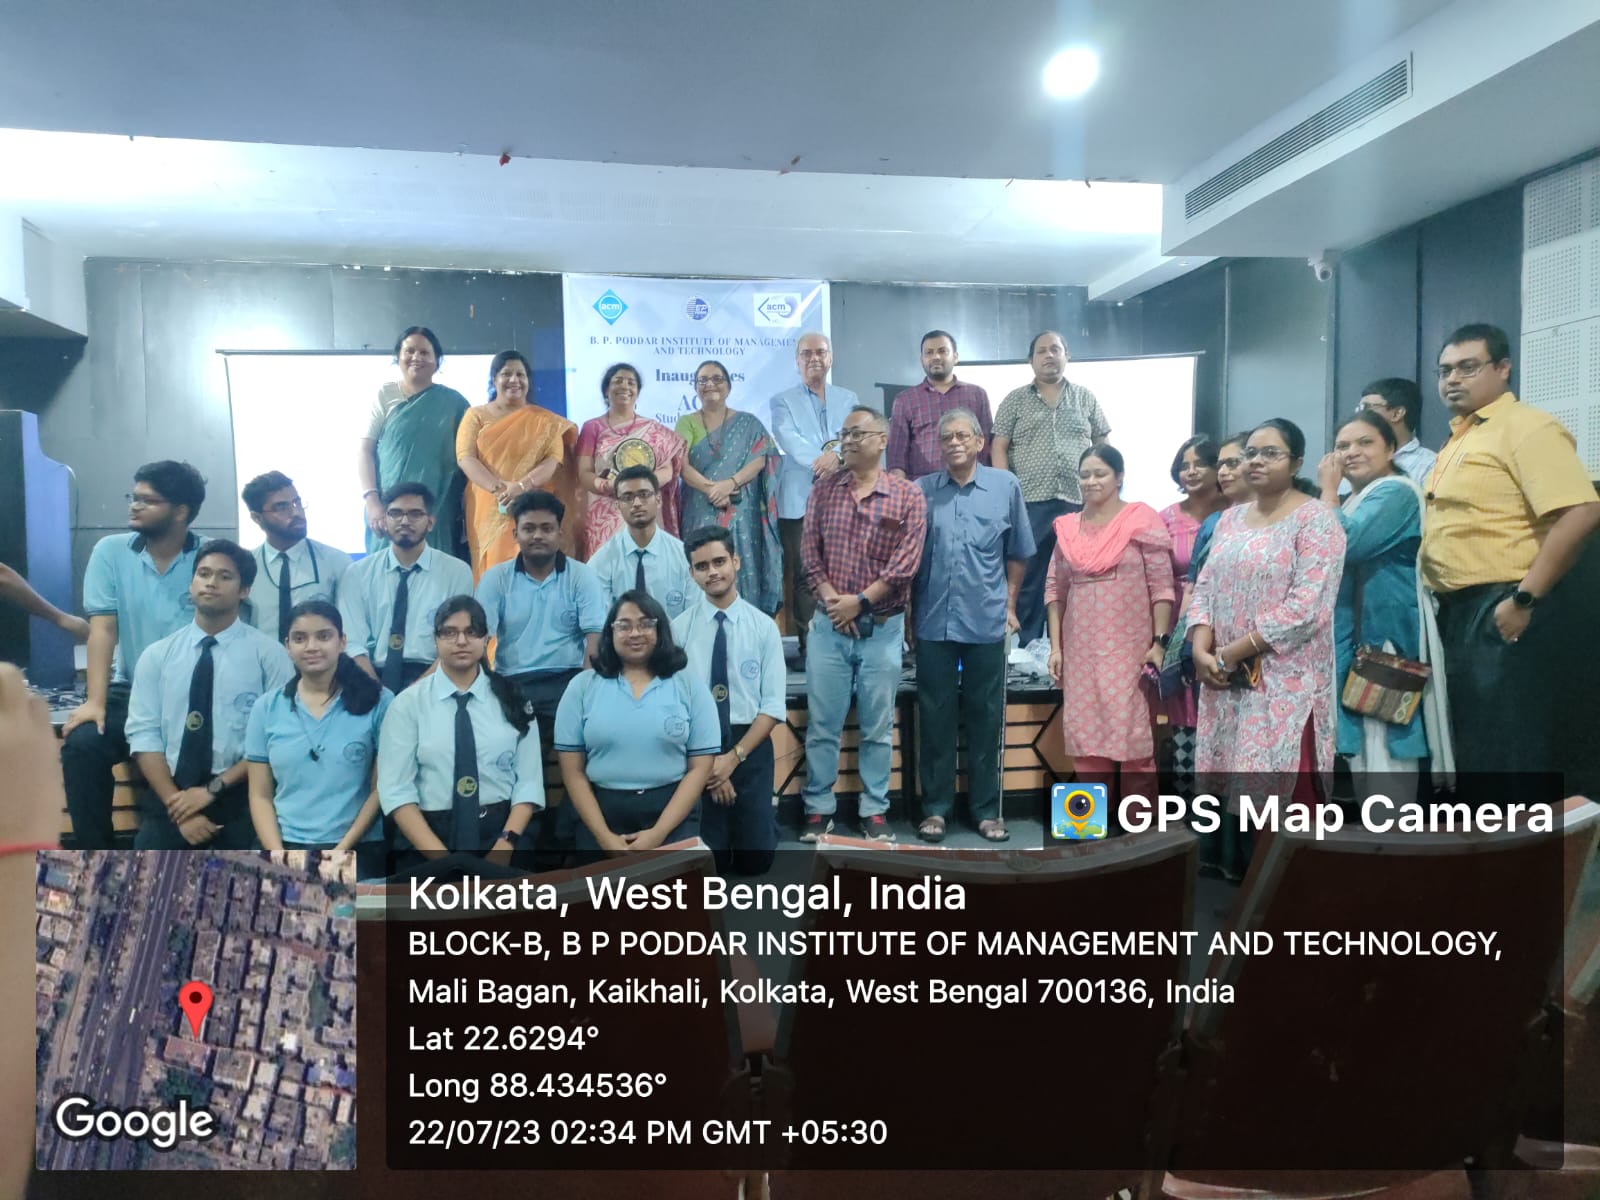 acm
acm
B. P. PODDAR INSTITUTE OF MANAGEMEN
AND TECHNOLOGY
GPS Map Camera
Kolkata, West Bengal, India
BLOCK-B, B P PODDAR INSTITUTE OF MANAGEMENT AND TECHNOLOGY,
Mali Bagan, Kaikhali, Kolkata, West Bengal 700136, India
Lat 22.6294°
Long 88.434536°
22/07/23 02:34 PM GMT +05:30
Google